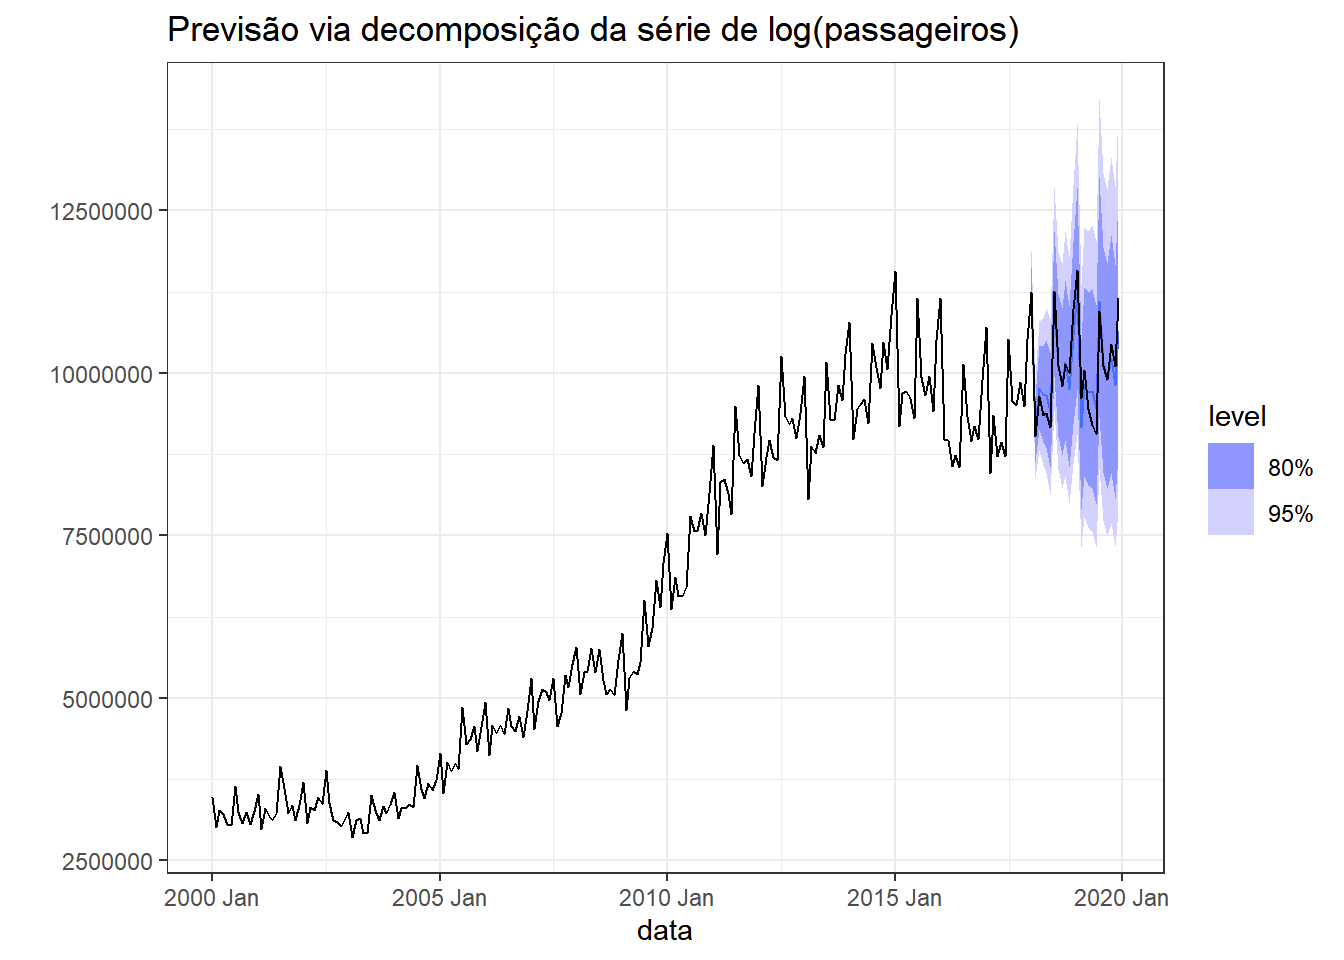 Previsão via decomposição da série de log(passageiros)
12500000
10000000
7500000
5000000
2500000
2000 Jan
2005 Jan
2010 Jan
2015 Jan
2020 Jan
data
level
80%
95%